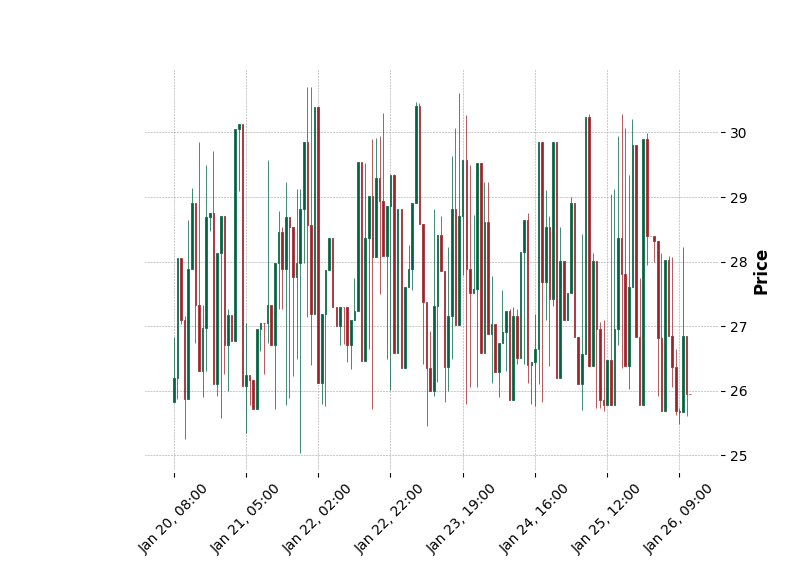 30
29
28
27
26
25
Price
Jan 20, 08:00
Jan 21, 05:00
Jan 22, 02:00
Jan 22, 22:00
Jan 23, 19:00
Jan 24, 16:00
Jan 25, 12:00
Jan 26, 09:00